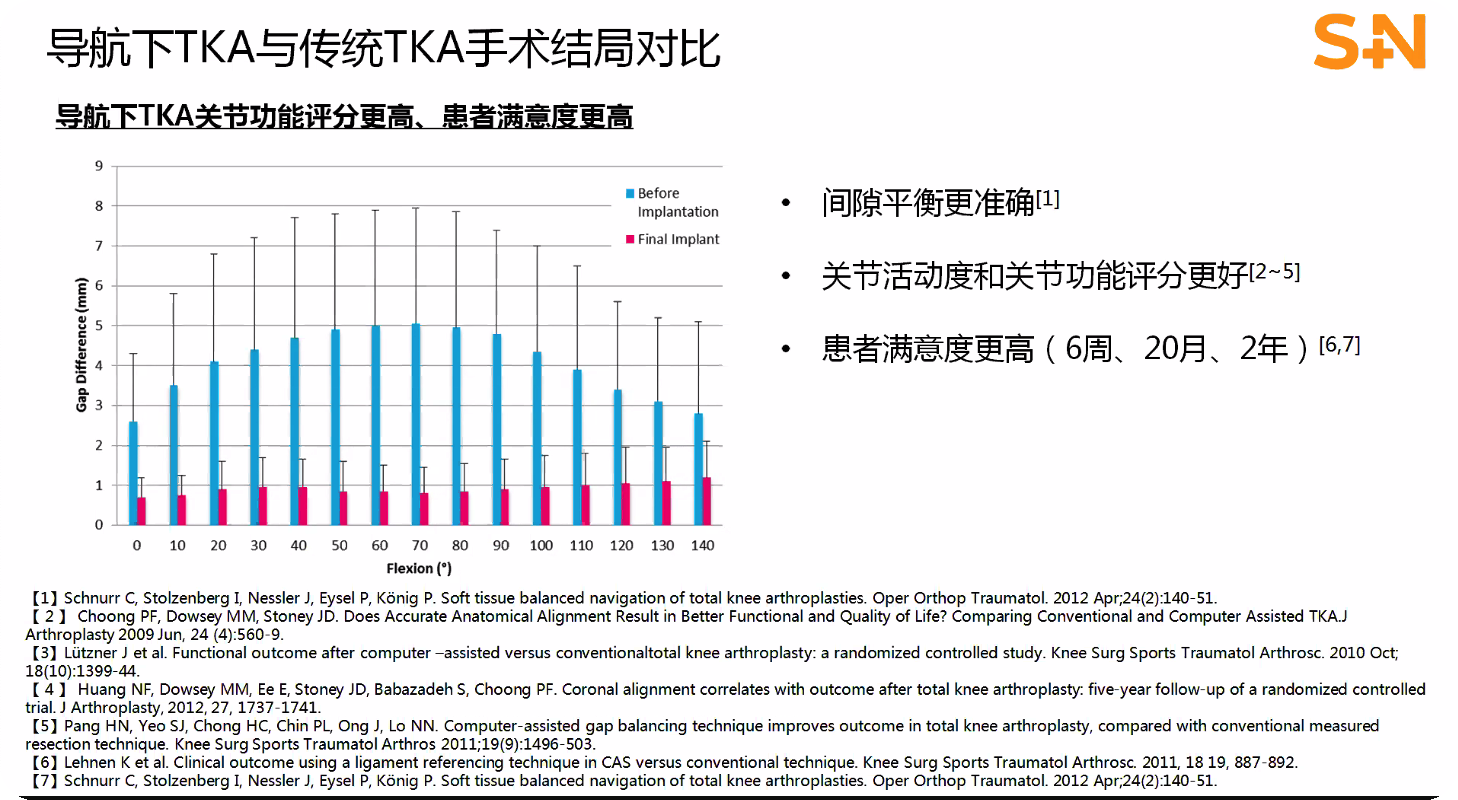 导航下TKA与传统TKA手术结局对比
S+N
导航下TKA关节功能评分更高、患者满意度更高
9
8
7
6
5
4
3
2
1
0
Gap Difference (mm)
Before
Implantation
Final Implant
0 10 20 30 40 50 60 70 80 90 100 110 120 130 140
Flexion (°)
• 间隙平衡更准确[1]
• 关节活动度和关节功能评分更好[2~5]
• 患者满意度更高（6周、20月、2年）[6,7]
【1】Schnurr C, Stolzenberg I, Nessler J, Eysel P, König P. Soft tissue balanced navigation of total knee arthroplasties. Oper Orthop Traumatol. 2012 Apr;24(2):140-51.
【 2 】 Choong PF, Dowsey MM, Stoney JD. Does Accurate Anatomical Alignment Result in Better Functional and Quality of Life? Comparing Conventional and Computer Assisted TKA.J
Arthroplasty 2009 Jun, 24 (4):560-9.
【3】Lützner J et al. Functional outcome after computer –assisted versus conventionaltotal knee arthroplasty: a randomized controlled study. Knee Surg Sports Traumatol Arthrosc. 2010 Oct;
18(10):1399-44.
【 4 】 Huang NF, Dowsey MM, Ee E, Stoney JD, Babazadeh S, Choong PF. Coronal alignment correlates with outcome after total knee arthroplasty: five-year follow-up of a randomized controlled
trial. J Arthroplasty, 2012, 27, 1737-1741.
【5】Pang HN, Yeo SJ, Chong HC, Chin PL, Ong J, Lo NN. Computer-assisted gap balancing technique improves outcome in total knee arthroplasty, compared with conventional measured
resection technique. Knee Surg Sports Traumatol Arthros 2011;19(9):1496-503.
【6】Lehnen K et al. Clinical outcome using a ligament referencing technique in CAS versus conventional technique. Knee Surg Sports Traumatol Arthrosc. 2011, 18 19, 887-892.
【7】Schnurr C, Stolzenberg I, Nessler J, Eysel P, König P. Soft tissue balanced navigation of total knee arthroplasties. Oper Orthop Traumatol. 2012 Apr;24(2):140-51.